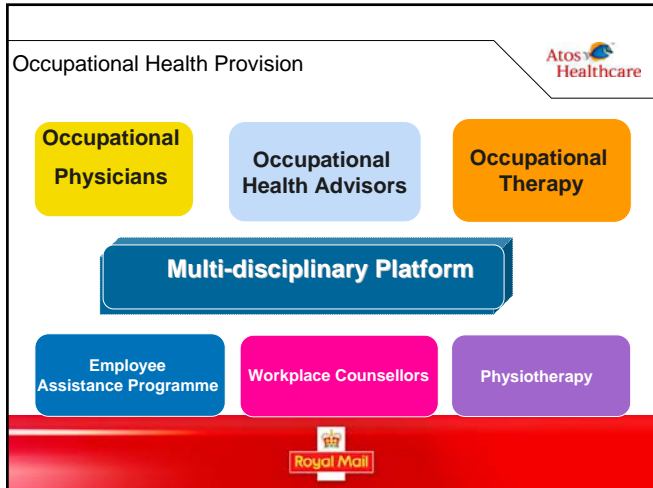 Occupational Health Provision
Atos
Healthcare
Occupational
Physicians
Occupational
Health Advisors
Occupational
Therapy
Multi-disciplinary Platform
Employee
Assistance Programme
Workplace Counsellors
Physiotherapy
Royal Mail